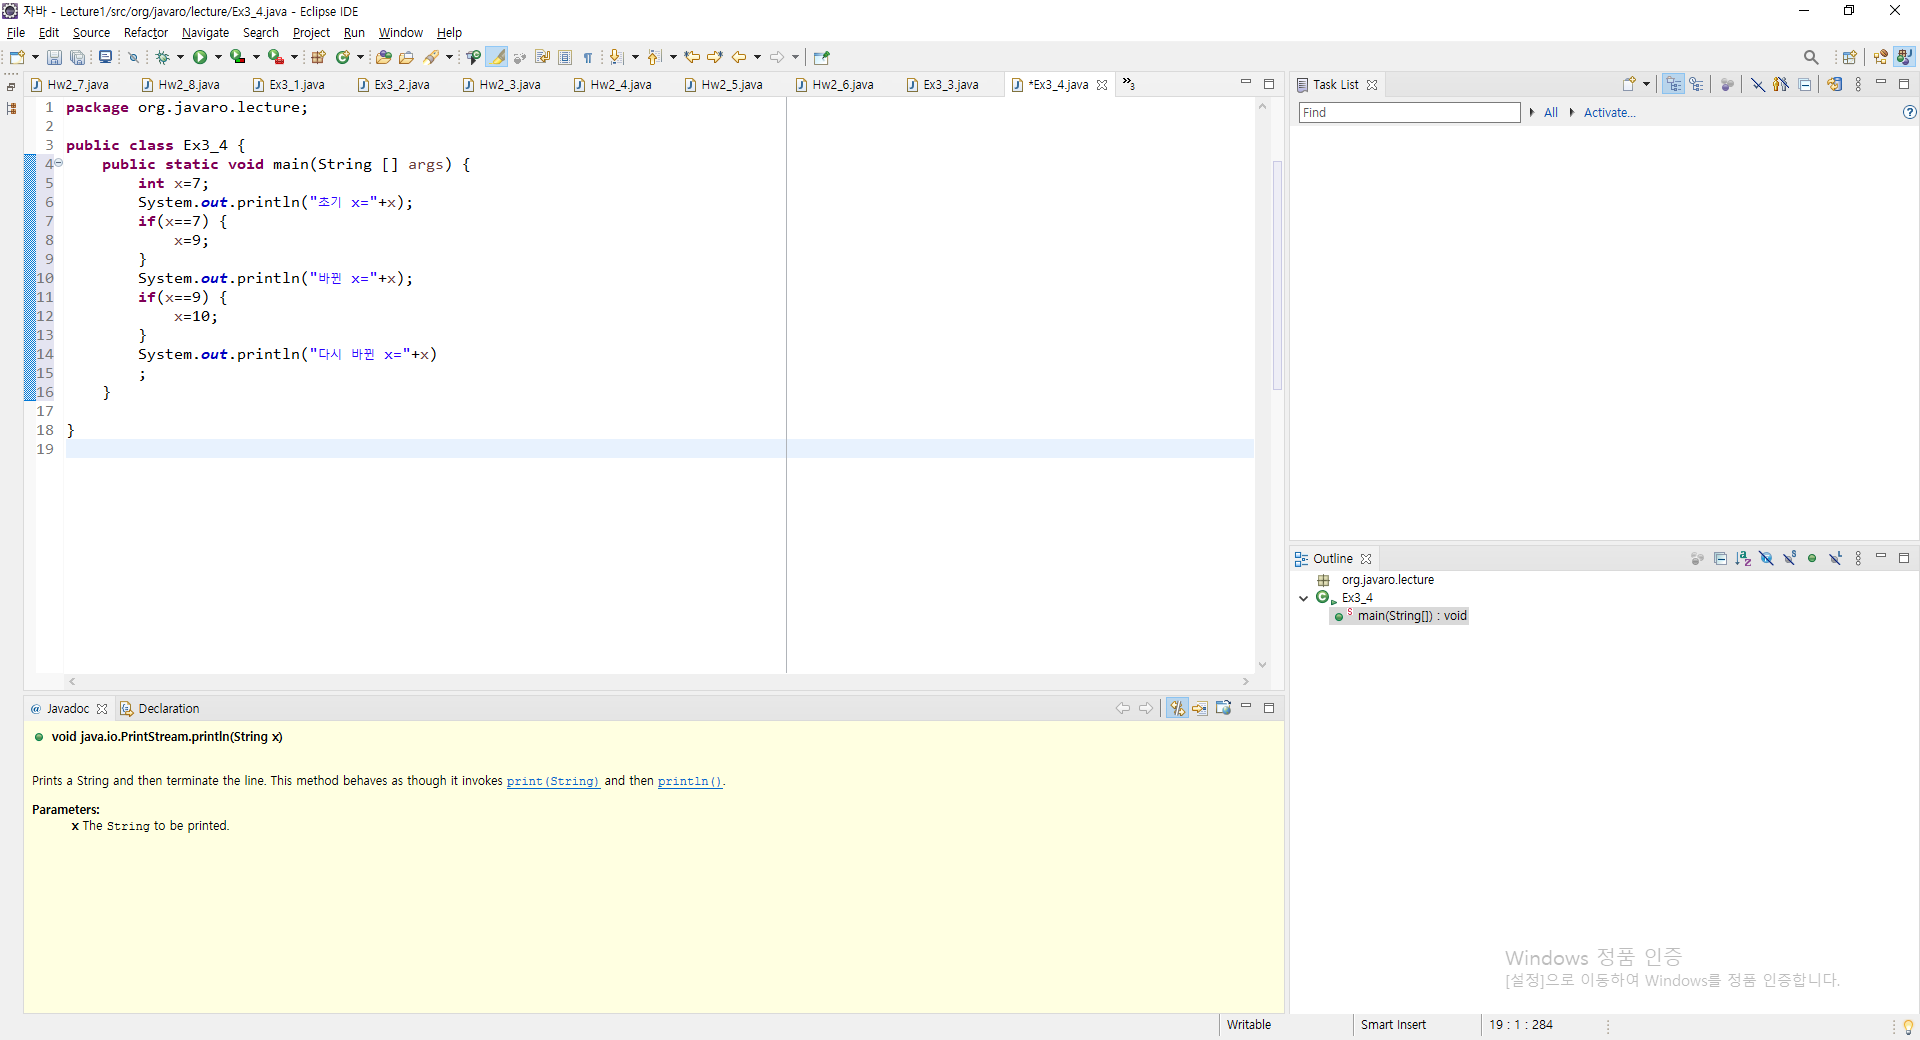 자바 - Lecture1/src/org/javaro/lecture/Ex3_4.java - Eclipse IDE
File Edit Source Refactor Navigate Search Project Run Window Help
Hw2_7.java Hw2_8.java Ex3_1.java Ex3_2.java Hw2_3.java Hw2_4.java Hw2_5.java Hw2_6.java Ex3_3.java *Ex3_4.java »3
1 package org.javaro.lecture;
2
3 public class Ex3_4 {
4 public static void main(String [] args) {
5 int x=7;
6 System.out.println("초기 x="+x);
7 if(x==7) {
8 x=9;
9 }
10 System.out.println("바뀐 x="+x);
11 if(x==9) {
12 x=10;
13 }
14 System.out.println("다시 바뀐 x="+x)
15 ;
16 }
17
18 }
19
Task List
Find All Activate...
Outline
org.javaro.lecture
Ex3_4
main(String[]) : void
@ Javadoc Declaration
void java.io.PrintStream.println(String x)
Prints a String and then terminate the line. This method behaves as though it invokes print(String) and then println().
Parameters:
x The String to be printed.
Windows 정품 인증
[설정]으로 이동하여 Windows를 정품 인증합니다.
Writable Smart Insert 19 : 1 : 284